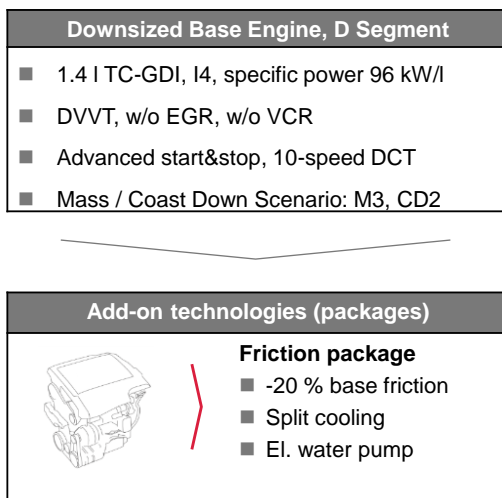 Downsized Base Engine, D Segment
■ 1.4 l TC-GDI, I4, specific power 96 kW/l
■ DVVT, w/o EGR, w/o VCR
■ Advanced start&stop, 10-speed DCT
■ Mass / Coast Down Scenario: M3, CD2
Add-on technologies (packages)
Friction package
■ -20 % base friction
■ Split cooling
■ El. water pump